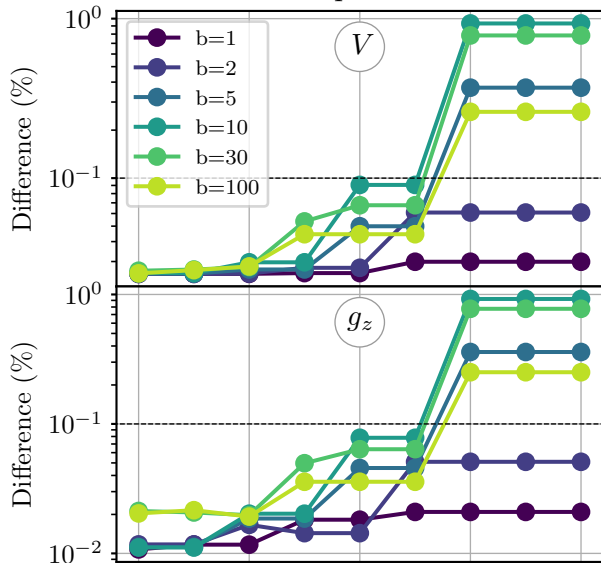 10^0
V
b=1
b=2
b=5
b=10
b=30
b=100
10^{-1}
Difference (%)
10^0
g_z
10^{-1}
10^{-2}
Difference (%)